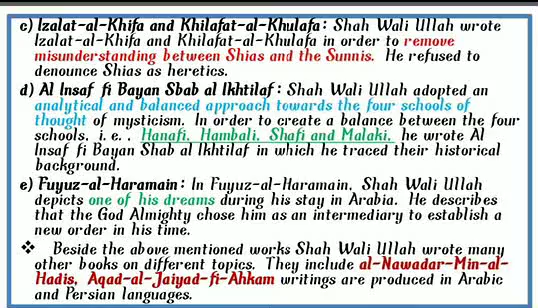 c) Izalat-al-Khifa and Khilafat-al-Khulafa: Shah Wali Ullah wrote
Izalat-al-Khifa and Khilafat-al-Khulafa in order to remove
misunderstanding between Shias and the Sunnis. He refused to
denounce Shias as heretics.
d) Al Insaf fi Bayan Sbab al Ikhtilaf: Shah Wali Ullah adopted an
analytical and balanced approach towards the four schools of
thought of mysticism. In order to create a balance between the four
schools, i.e., Hanafi, Hambali, Shafi and Malaki, he wrote Al
Insaf fi Bayan Shab al Ikhtilaf in which he traced their historical
background.
e) Fuyuz-al-Haramain: In Fuyuz-al-Haramain, Shah Wali Ullah
depicts one of his dreams during his stay in Arabia. He describes
that the God Almighty chose him as an intermediary to establish a
new order in his time.
❖ Beside the above mentioned works Shah Wali Ullah wrote many
other books on different topics. They include al-Nawadar-Min-al-
Hadis, Aqad-al-Jaiyad-fi-Ahkam writings are produced in Arabic
and Persian languages.